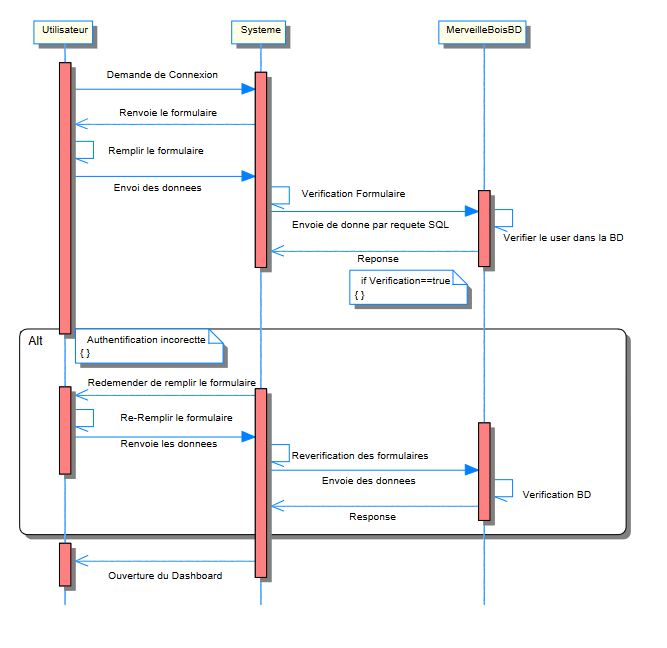 Utilisateur
Systeme
MerveilleBoisBD
Demande de Connexion
Renvoie le formulaire
Remplir le formulaire
Envoi des donnees
Verification Formulaire
Envoie de donne par requete SQL
Verifier le user dans la BD
Reponse
if Verification==true
{ }
Alt
Authentification incorectte
{ }
Redemender de remplir le formulaire
Re-Remplir le formulaire
Renvoie les donnees
Reverification des formulaires
Envoie des donnees
Verification BD
Response
Ouverture du Dashboard